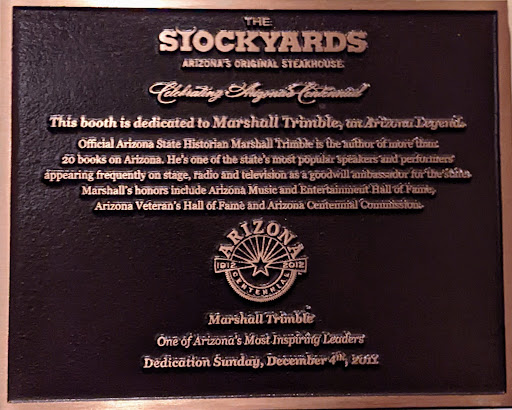 THE
STOCKYARDS
ARIZONA'S ORIGINAL STEAKHOUSE
Celebrating Arizona's Centennial
This booth is dedicated to Marshall Trimble, an Arizona Legend.
Official Arizona State Historian Marshall Trimble is the author of more than
20 books on Arizona. He's one of the state's most popular speakers and performers
appearing frequently on stage, radio and television as a goodwill ambassador for the state.
Marshall's honors include Arizona Music and Entertainment Hall of Fame,
Arizona Veteran's Hall of Fame and Arizona Centennial Commission.
ARIZONA
1912 2012
CENTENNIAL
Marshall Trimble
One of Arizona's Most Inspiring Leaders
Dedication Sunday, December 4th,